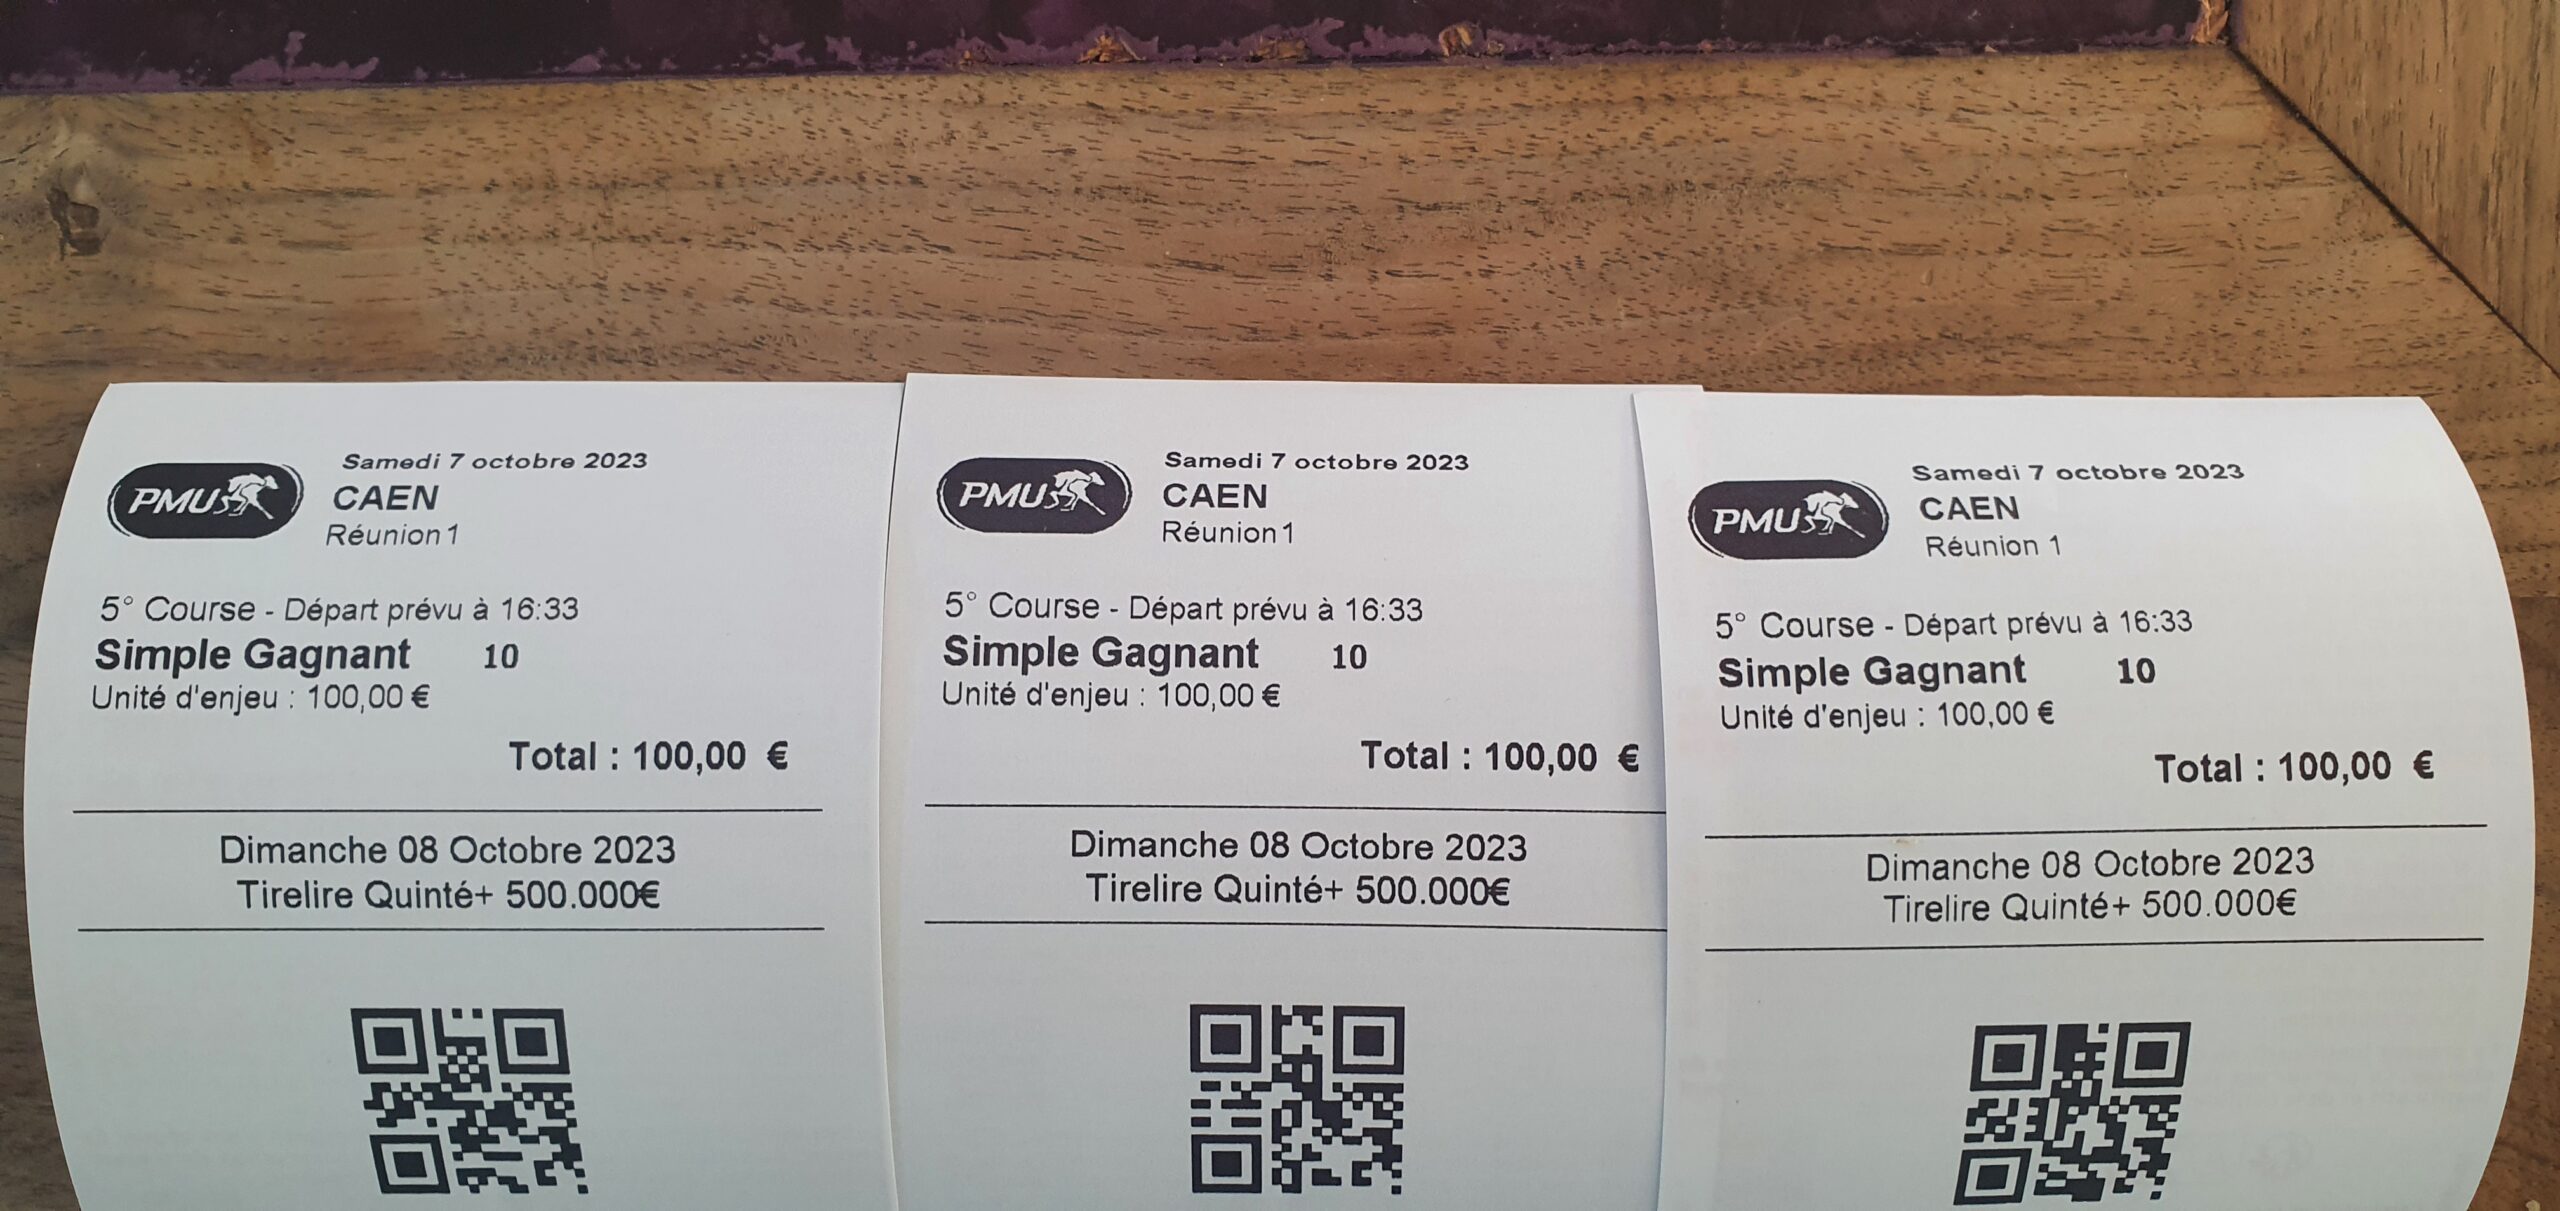 Samedi 7 octobre 2023
PMU
CAEN
Réunion 1
5° Course - Départ prévu à 16:33
Simple Gagnant 10
Unité d'enjeu : 100,00 €
Total : 100,00 €
Dimanche 08 Octobre 2023
Tirelire Quinté+ 500.000€
Samedi 7 octobre 2023
PMU
CAEN
Réunion 1
5° Course - Départ prévu à 16:33
Simple Gagnant 10
Unité d'enjeu : 100,00 €
Total : 100,00 €
Dimanche 08 Octobre 2023
Tirelire Quinté+ 500.000€
Samedi 7 octobre 2023
PMU
CAEN
Réunion 1
5° Course - Départ prévu à 16:33
Simple Gagnant 10
Unité d'enjeu : 100,00 €
Total : 100,00 €
Dimanche 08 Octobre 2023
Tirelire Quinté+ 500.000€